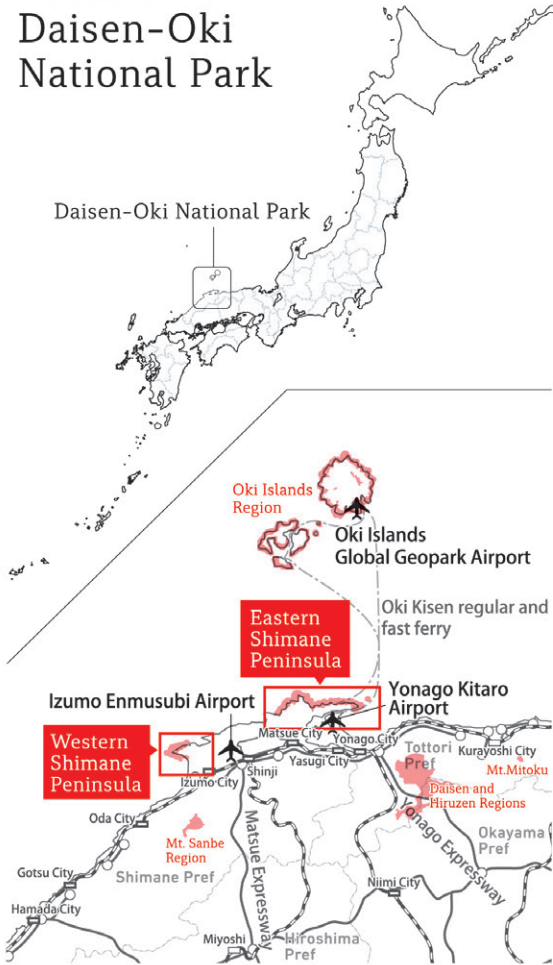 Daisen-Oki
National Park
Daisen-Oki National Park
Oki Islands
Region
Oki Islands
Global Geopark Airport
Oki Kisen regular and
fast ferry
Eastern
Shimane
Peninsula
Izumo Enmusubi Airport
Yonago Kitaro
Airport
Western
Shimane
Peninsula
Matsue City
Yonago City
Yasugi City
Shinji
Izumo City
Tottori
Pref
Kurayoshi City
Mt.Mitoku
Daisen and
Hiruzen Regions
Oda City
Mt. Sanbe
Region
Matsue Expressway
Yonago Expressway
Okayama
Pref
Gotsu City
Shimane Pref
Niimi City
Hamada City
Miyoshi
Hiroshima
Pref